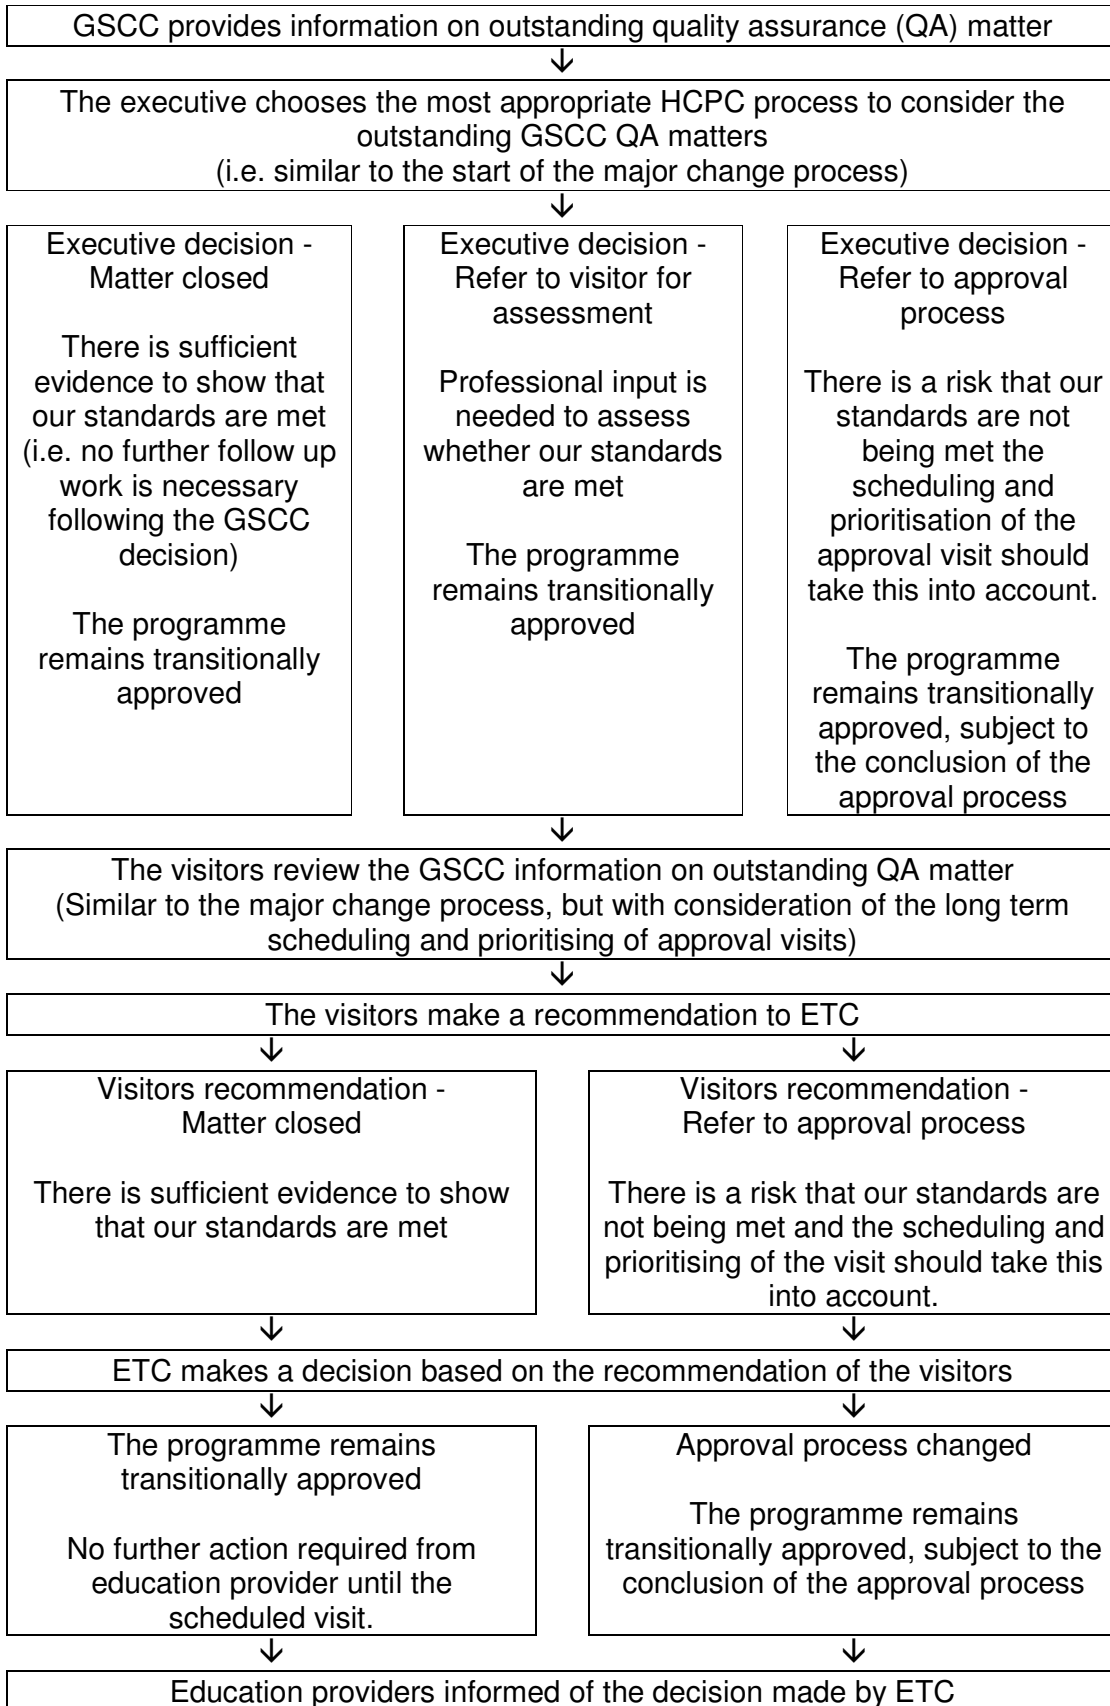 GSCC provides information on outstanding quality assurance (QA) matter
↓
The executive chooses the most appropriate HCPC process to consider the
outstanding GSCC QA matters
(i.e. similar to the start of the major change process)
↓
Executive decision -
Matter closed
There is sufficient
evidence to show that
our standards are met
(i.e. no further follow up
work is necessary
following the GSCC
decision)
The programme
remains transitionally
approved
Executive decision -
Refer to visitor for
assessment
Professional input is
needed to assess
whether our standards
are met
The programme
remains transitionally
approved
Executive decision -
Refer to approval
process
There is a risk that our
standards are not
being met the
scheduling and
prioritisation of the
approval visit should
take this into account.
The programme
remains transitionally
approved, subject to
the conclusion of the
approval process
↓
The visitors review the GSCC information on outstanding QA matter
(Similar to the major change process, but with consideration of the long term
scheduling and prioritising of approval visits)
↓
The visitors make a recommendation to ETC
↓ ↓
Visitors recommendation -
Matter closed
There is sufficient evidence to show
that our standards are met
Visitors recommendation -
Refer to approval process
There is a risk that our standards are
not being met and the scheduling and
prioritising of the visit should take this
into account.
↓ ↓
ETC makes a decision based on the recommendation of the visitors
↓ ↓
The programme remains
transitionally approved
No further action required from
education provider until the
scheduled visit.
Approval process changed
The programme remains
transitionally approved, subject to the
conclusion of the approval process
↓ ↓
Education providers informed of the decision made by ETC